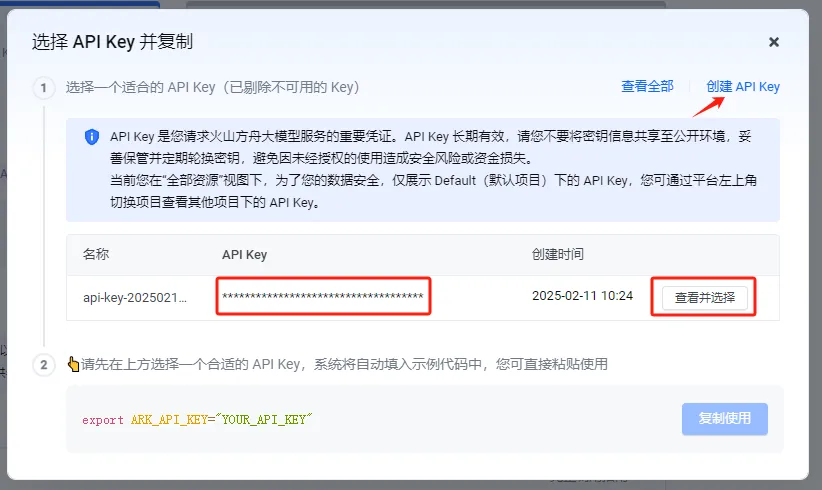 选择 API Key 并复制
1 选择一个适合的 API Key（已剔除不可用的 Key） 查看全部 创建 API Key
API Key 是您请求火山方舟大模型服务的重要凭证。API Key 长期有效，请您不要将密钥信息共享至公开环境，妥
善保管并定期轮换密钥，避免因未经授权的使用造成安全风险或资金损失。
当前您在“全部资源”视图下，为了您的数据安全，仅展示 Default（默认项目）下的 API Key，您可通过平台左上角
切换项目查看其他项目下的 API Key。
名称 API Key 创建时间
api-key-2025021... ************************************ 2025-02-11 10:24 查看并选择
2 👆请先在上方选择一个合适的 API Key，系统将自动填入示例代码中，您可直接粘贴使用
export ARK_API_KEY="YOUR_API_KEY" 复制使用